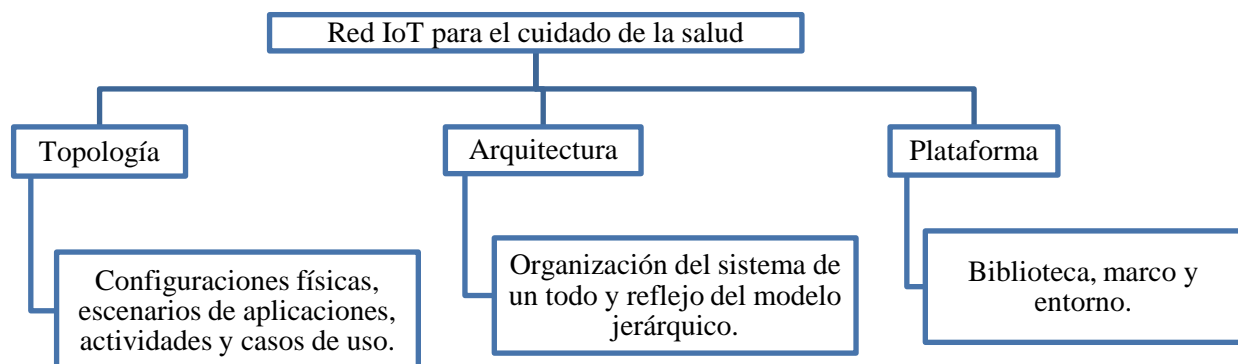 Red IoT para el cuidado de la salud
Topología
Arquitectura
Plataforma
Configuraciones físicas,
escenarios de aplicaciones,
actividades y casos de uso.
Organización del sistema de
un todo y reflejo del modelo
jerárquico.
Biblioteca, marco y
entorno.